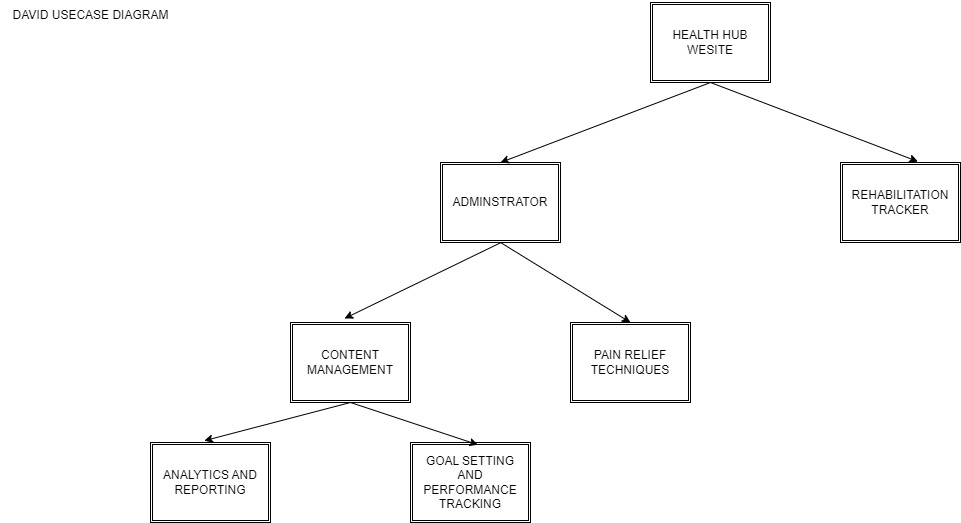 DAVID USECASE DIAGRAM
HEALTH HUB
WESITE
ADMINSTRATOR
REHABILITATION
TRACKER
CONTENT
MANAGEMENT
PAIN RELIEF
TECHNIQUES
ANALYTICS AND
REPORTING
GOAL SETTING
AND
PERFORMANCE
TRACKING